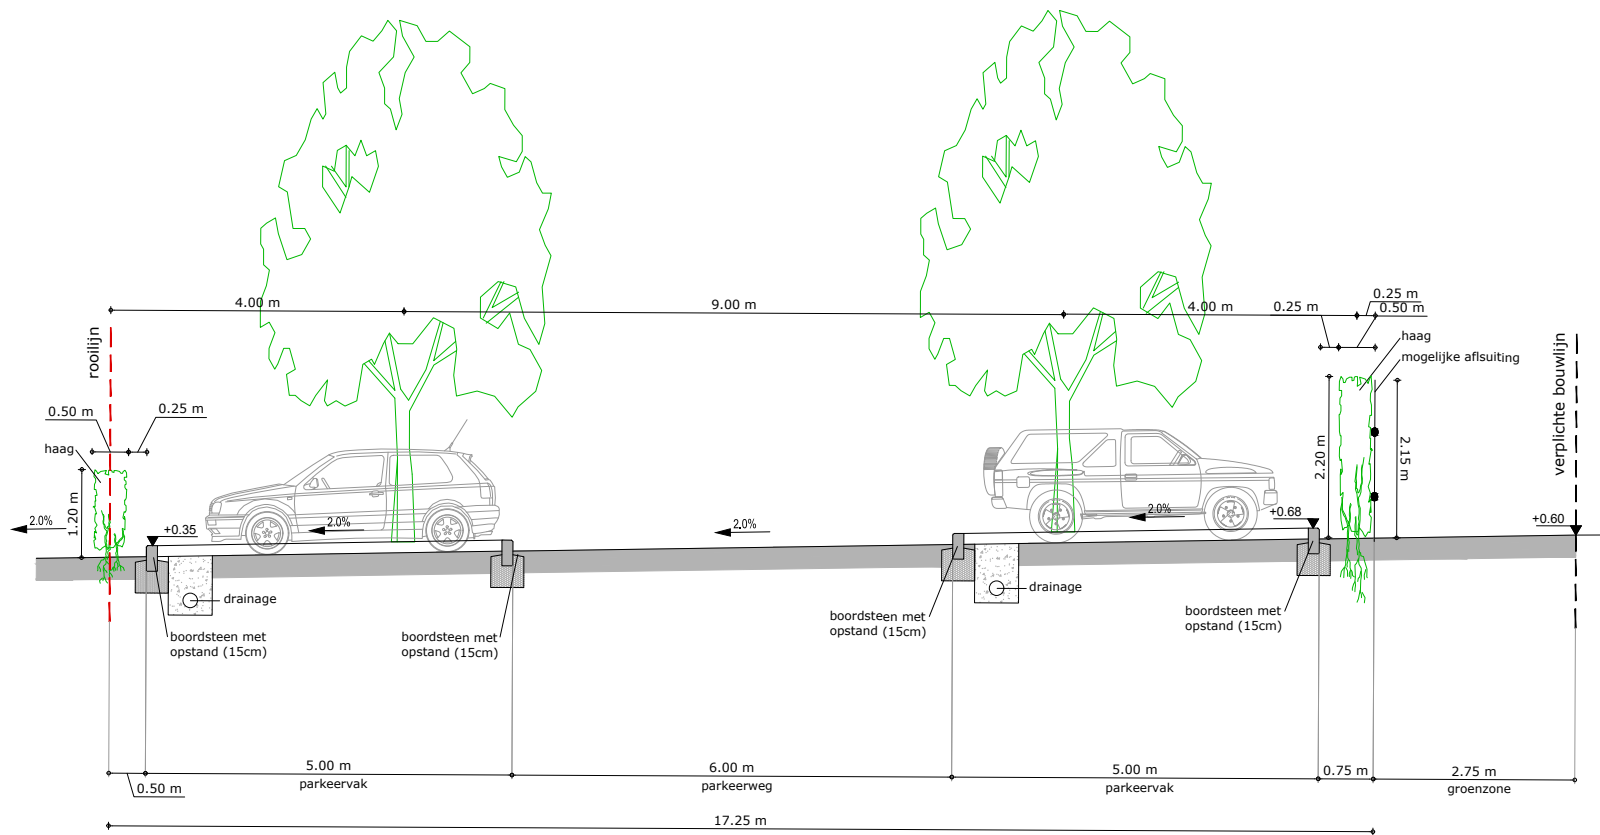 4.00 m
9.00 m
4.00 m
0.25 m
0.25 m
0.50 m
rooilijn
haag
mogelijke aflsuiting
verplichte bouwlijn
0.50 m
0.25 m
haag
1.20 m
2.20 m
2.15 m
2.0%
+0.35
2.0%
2.0%
2.0%
+0.68
+0.60
drainage
drainage
boordsteen met
opstand (15cm)
boordsteen met
opstand (15cm)
boordsteen met
opstand (15cm)
boordsteen met
opstand (15cm)
5.00 m
parkeervak
6.00 m
parkeerweg
5.00 m
parkeervak
0.75 m
2.75 m
groenzone
0.50 m
17.25 m